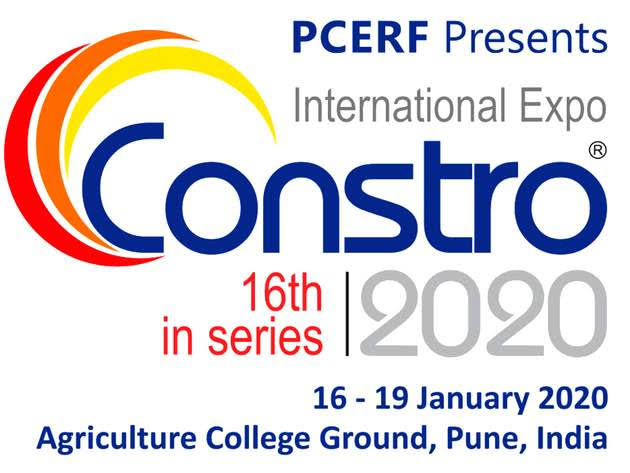 PCERF Presents
International Expo
Constro®
16th
in series
2020
16 - 19 January 2020
Agriculture College Ground, Pune, India